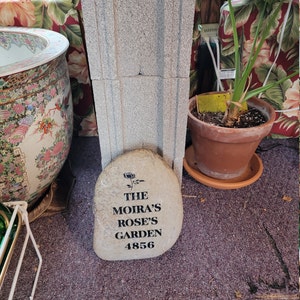 THE
MOIRA'S
ROSE'S
GARDEN
4856